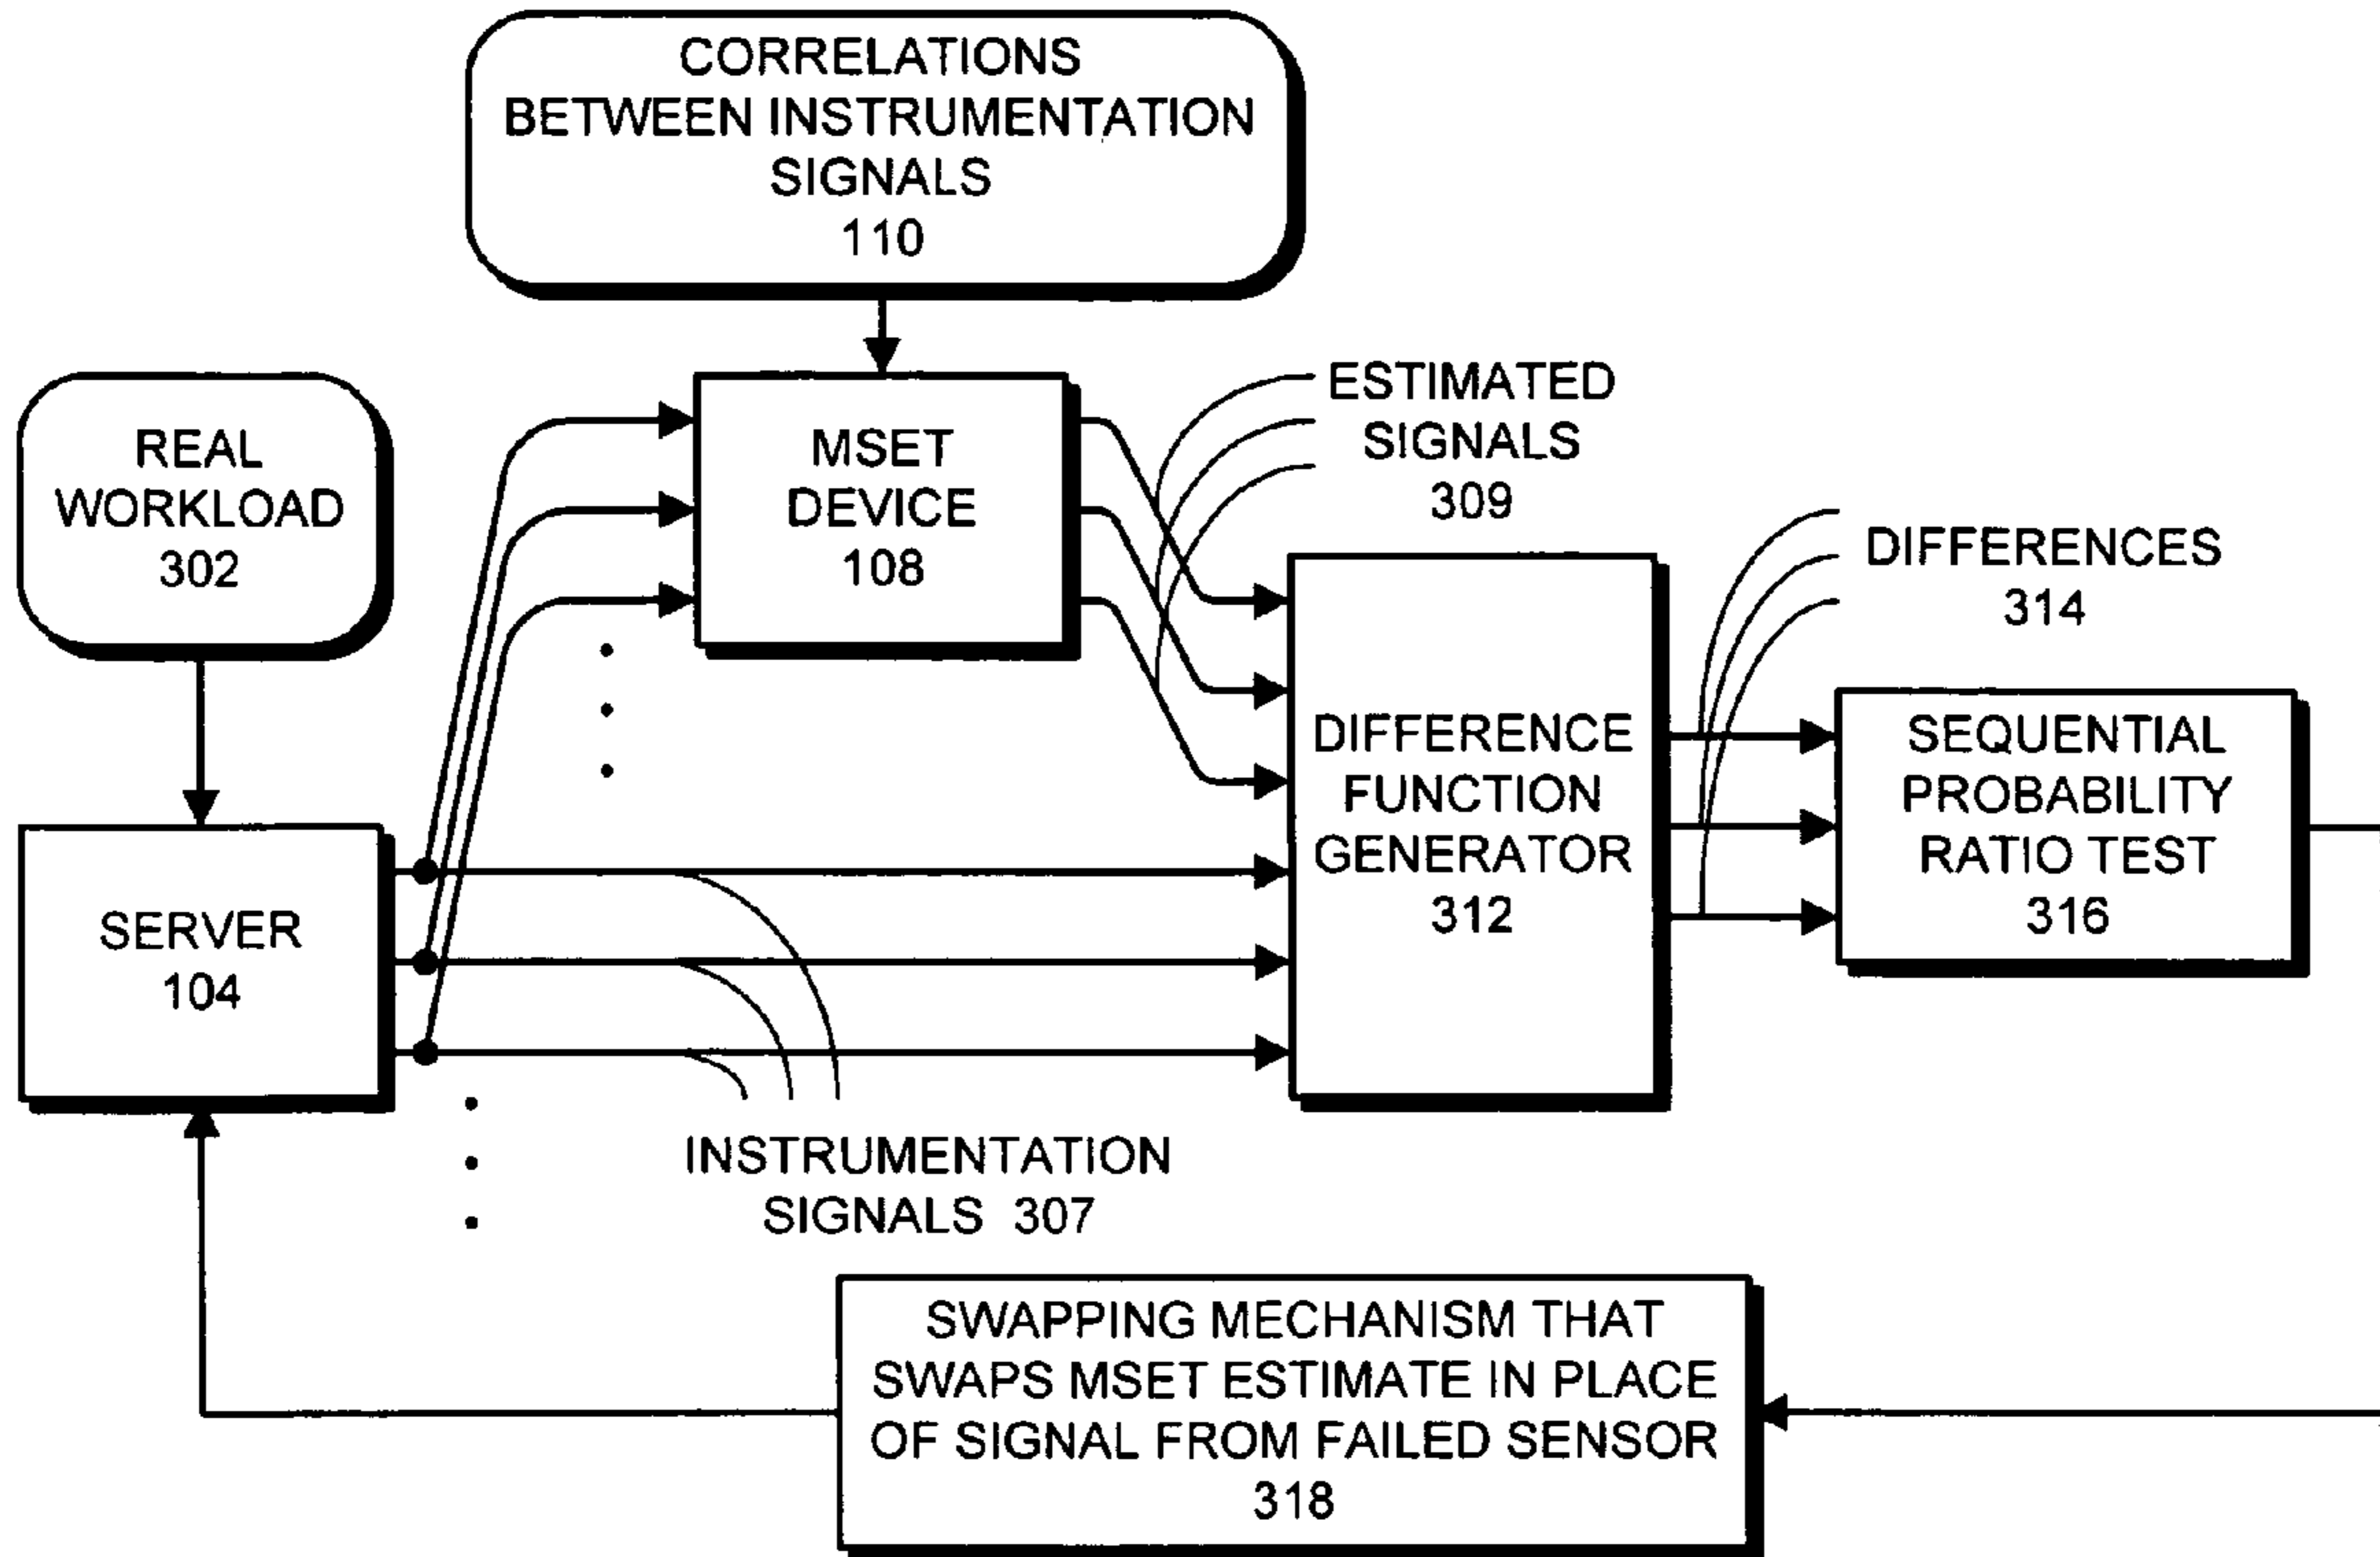 CORRELATIONS
BETWEEN INSTRUMENTATION
SIGNALS
110
REAL
WORKLOAD
302
MSET
DEVICE
108
ESTIMATED
SIGNALS
309
DIFFERENCES
314
DIFFERENCE
FUNCTION
GENERATOR
312
SEQUENTIAL
PROBABILITY
RATIO TEST
316
SERVER
104
INSTRUMENTATION
SIGNALS 307
SWAPPING MECHANISM THAT
SWAPS MSET ESTIMATE IN PLACE
OF SIGNAL FROM FAILED SENSOR
318